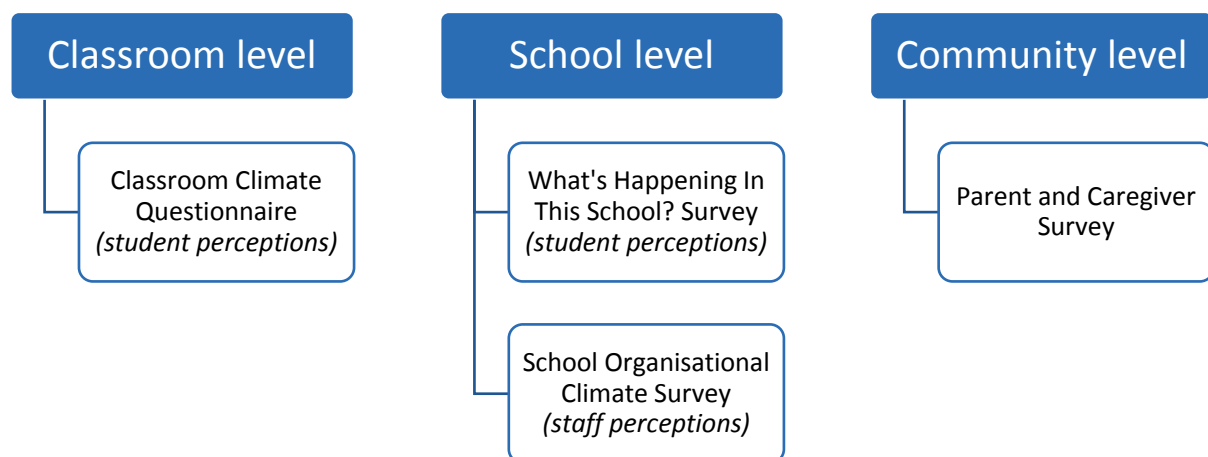 Classroom level
Classroom Climate
Questionnaire
(student perceptions)
School level
What's Happening In
This School? Survey
(student perceptions)
School Organisational
Climate Survey
(staff perceptions)
Community level
Parent and Caregiver
Survey